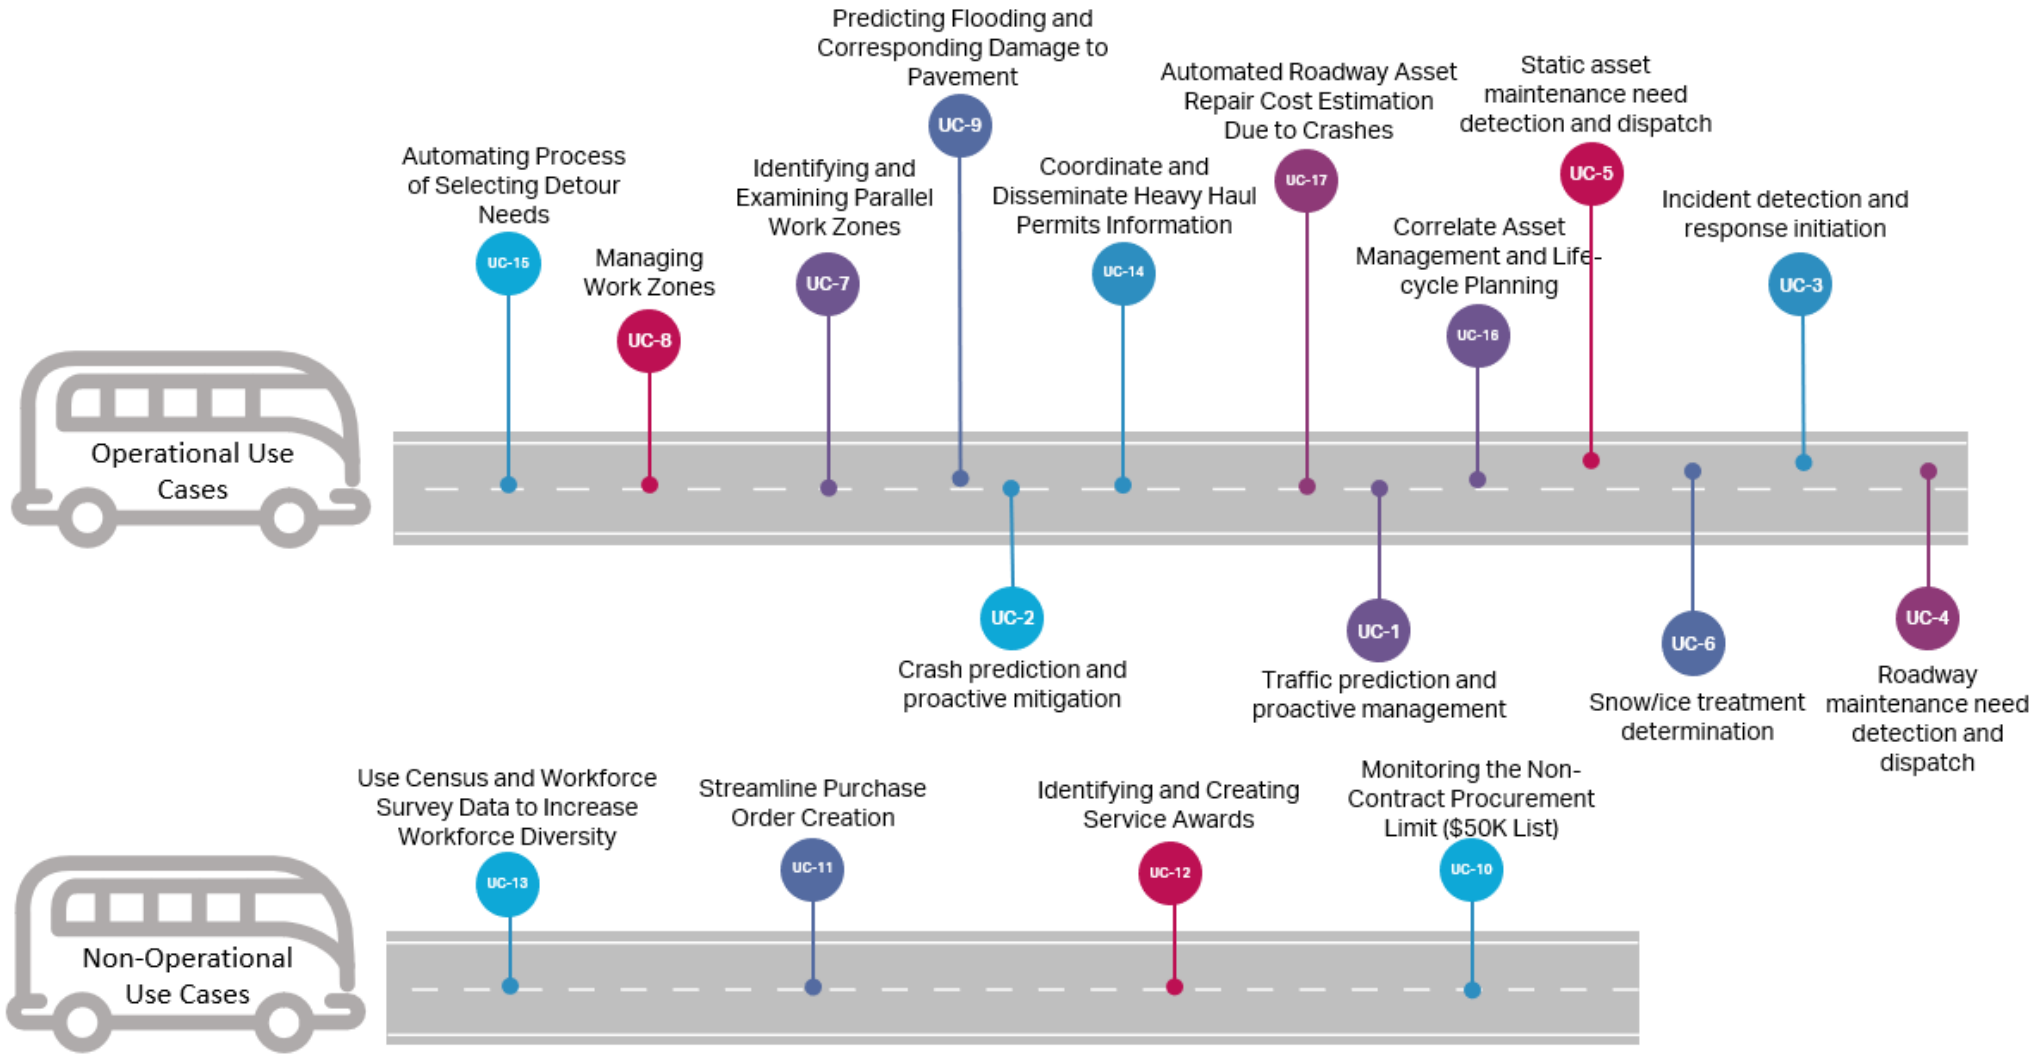 Predicting Flooding and
Corresponding Damage to
Pavement
UC-9
Automated Roadway Asset
Repair Cost Estimation
Due to Crashes
UC-17
Static asset
maintenance need
detection and dispatch
UC-5
Automating Process
of Selecting Detour
Needs
UC-15
Managing
Work Zones
UC-8
Identifying and
Examining Parallel
Work Zones
UC-7
Coordinate and
Disseminate Heavy Haul
Permits Information
UC-14
Correlate Asset
Management and Life-
cycle Planning
UC-16
Incident detection and
response initiation
UC-3
Operational Use
Cases
UC-2
Crash prediction and
proactive mitigation
UC-1
Traffic prediction and
proactive management
UC-6
Snow/ice treatment
determination
UC-4
Roadway
maintenance need
detection and
dispatch
Use Census and Workforce
Survey Data to Increase
Workforce Diversity
UC-13
Streamline Purchase
Order Creation
UC-11
Identifying and Creating
Service Awards
UC-12
Monitoring the Non-
Contract Procurement
Limit ($50K List)
UC-10
Non-Operational
Use Cases